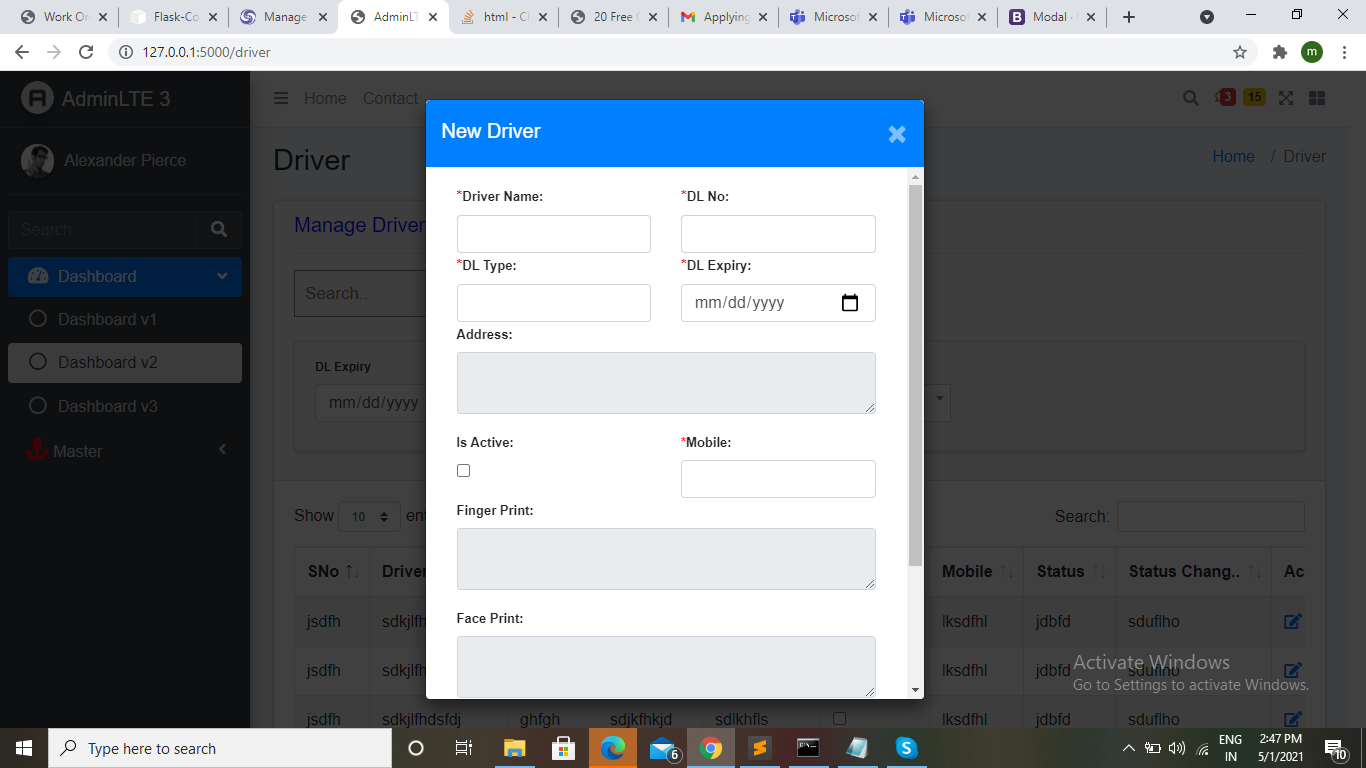 Work Or
Flask-Co
Manage
AdminLT
html - C
20 Free
Applying
Microsof
Microsof
Modal ·
127.0.0.1:5000/driver
m
AdminLTE 3
Home
Contact
3
15
New Driver
Alexander Pierce
Driver
Home / Driver
*Driver Name:
*DL No:
Search
Manage Driver
*DL Type:
*DL Expiry:
Dashboard
Search..
mm/dd/yyyy
Dashboard v1
Address:
Dashboard v2
DL Expiry
mm/dd/yyyy
Dashboard v3
Is Active:
*Mobile:
Master
Finger Print:
Show 10
Search:
SNo
Driver
Mobile
Status
Status Chang..
Ac
jsdfh
lksdfhl
jdbfd
sduflho
Face Print:
jsdfh
lksdfhl
jdbfd
sduflho
Activate Windows
Go to Settings to activate Windows.
jsdfh
sdkjlfhdsfdj
ghfgh
sdjkfhkjd
sdlkhfls
lksdfhl
jdbfd
sduflho
Type here to search
6
ENG
IN
2:47 PM
5/1/2021
10